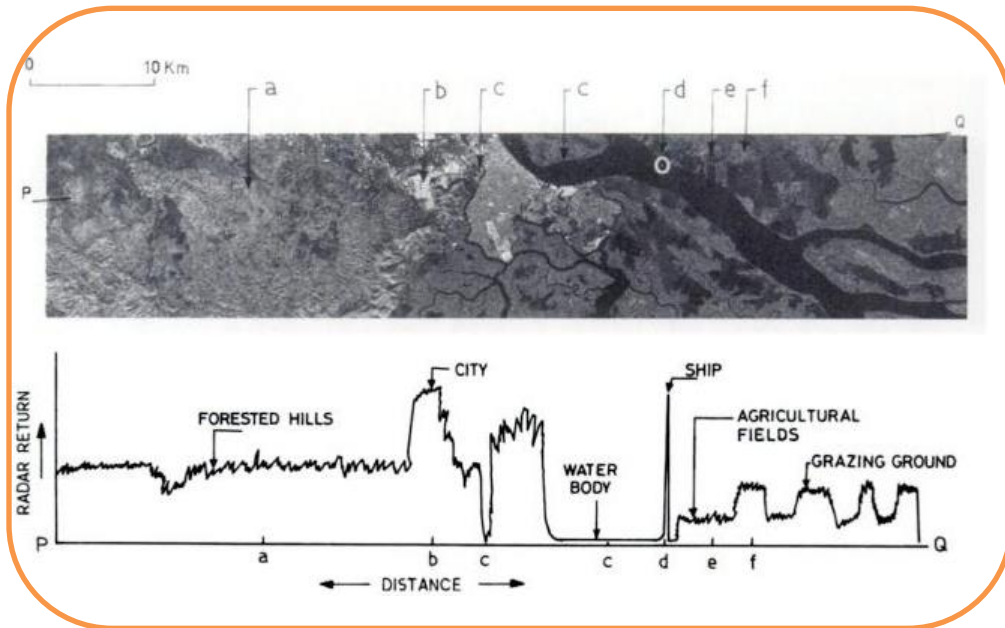 0 10 Km
a b c c d e f
Q
P
CITY
SHIP
FORESTED HILLS
AGRICULTURAL
FIELDS
GRAZING GROUND
WATER
BODY
RADAR RETURN
P a b c c d e f Q
DISTANCE